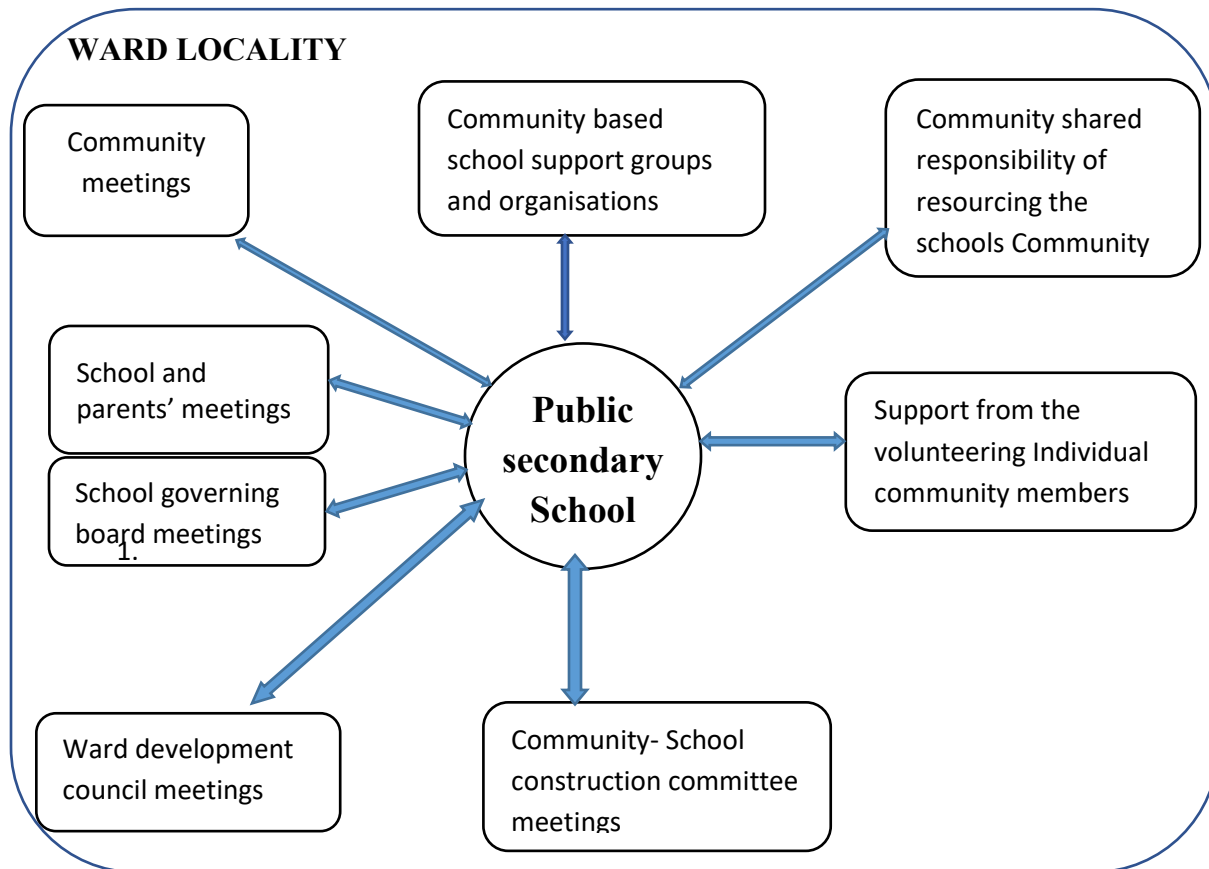 WARD LOCALITY
Community
meetings
Community based
school support groups
and organisations
Community shared
responsibility of
resourcing the
schools Community
School and
parents’ meetings
School governing
board meetings
1.
Public
secondary
School
Support from the
volunteering Individual
community members
Ward development
council meetings
Community- School
construction committee
meetings